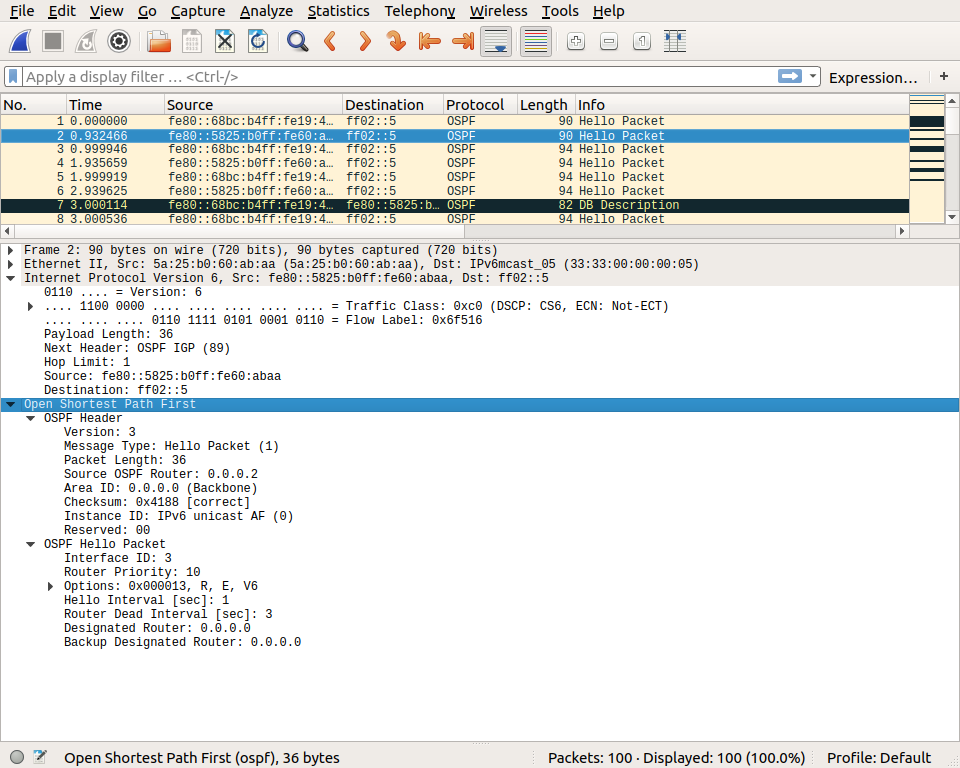 File Edit View Go Capture Analyze Statistics Telephony Wireless Tools Help
Apply a display filter … <Ctrl-/> Expression… +
No. Time Source Destination Protocol Length Info
1 0.000000 fe80::68bc:b4ff:fe19:4… ff02::5 OSPF 90 Hello Packet
2 0.932466 fe80::5825:b0ff:fe60:a… ff02::5 OSPF 90 Hello Packet
3 0.999946 fe80::68bc:b4ff:fe19:4… ff02::5 OSPF 94 Hello Packet
4 1.935659 fe80::5825:b0ff:fe60:a… ff02::5 OSPF 94 Hello Packet
5 1.999919 fe80::68bc:b4ff:fe19:4… ff02::5 OSPF 94 Hello Packet
6 2.939625 fe80::5825:b0ff:fe60:a… ff02::5 OSPF 94 Hello Packet
7 3.000114 fe80::68bc:b4ff:fe19:4… fe80::5825:b… OSPF 82 DB Description
8 3.000536 fe80::68bc:b4ff:fe19:4… ff02::5 OSPF 94 Hello Packet
Frame 2: 90 bytes on wire (720 bits), 90 bytes captured (720 bits)
Ethernet II, Src: 5a:25:b0:60:ab:aa (5a:25:b0:60:ab:aa), Dst: IPv6mcast_05 (33:33:00:00:00:05)
Internet Protocol Version 6, Src: fe80::5825:b0ff:fe60:abaa, Dst: ff02::5
0110 .... = Version: 6
.... 1100 0000 .... .... .... .... .... = Traffic Class: 0xc0 (DSCP: CS6, ECN: Not-ECT)
.... .... .... 0110 1111 0101 0001 0110 = Flow Label: 0x6f516
Payload Length: 36
Next Header: OSPF IGP (89)
Hop Limit: 1
Source: fe80::5825:b0ff:fe60:abaa
Destination: ff02::5
Open Shortest Path First
OSPF Header
Version: 3
Message Type: Hello Packet (1)
Packet Length: 36
Source OSPF Router: 0.0.0.2
Area ID: 0.0.0.0 (Backbone)
Checksum: 0x4188 [correct]
Instance ID: IPv6 unicast AF (0)
Reserved: 00
OSPF Hello Packet
Interface ID: 3
Router Priority: 10
Options: 0x000013, R, E, V6
Hello Interval [sec]: 1
Router Dead Interval [sec]: 3
Designated Router: 0.0.0.0
Backup Designated Router: 0.0.0.0
Open Shortest Path First (ospf), 36 bytes Packets: 100 · Displayed: 100 (100.0%) Profile: Default